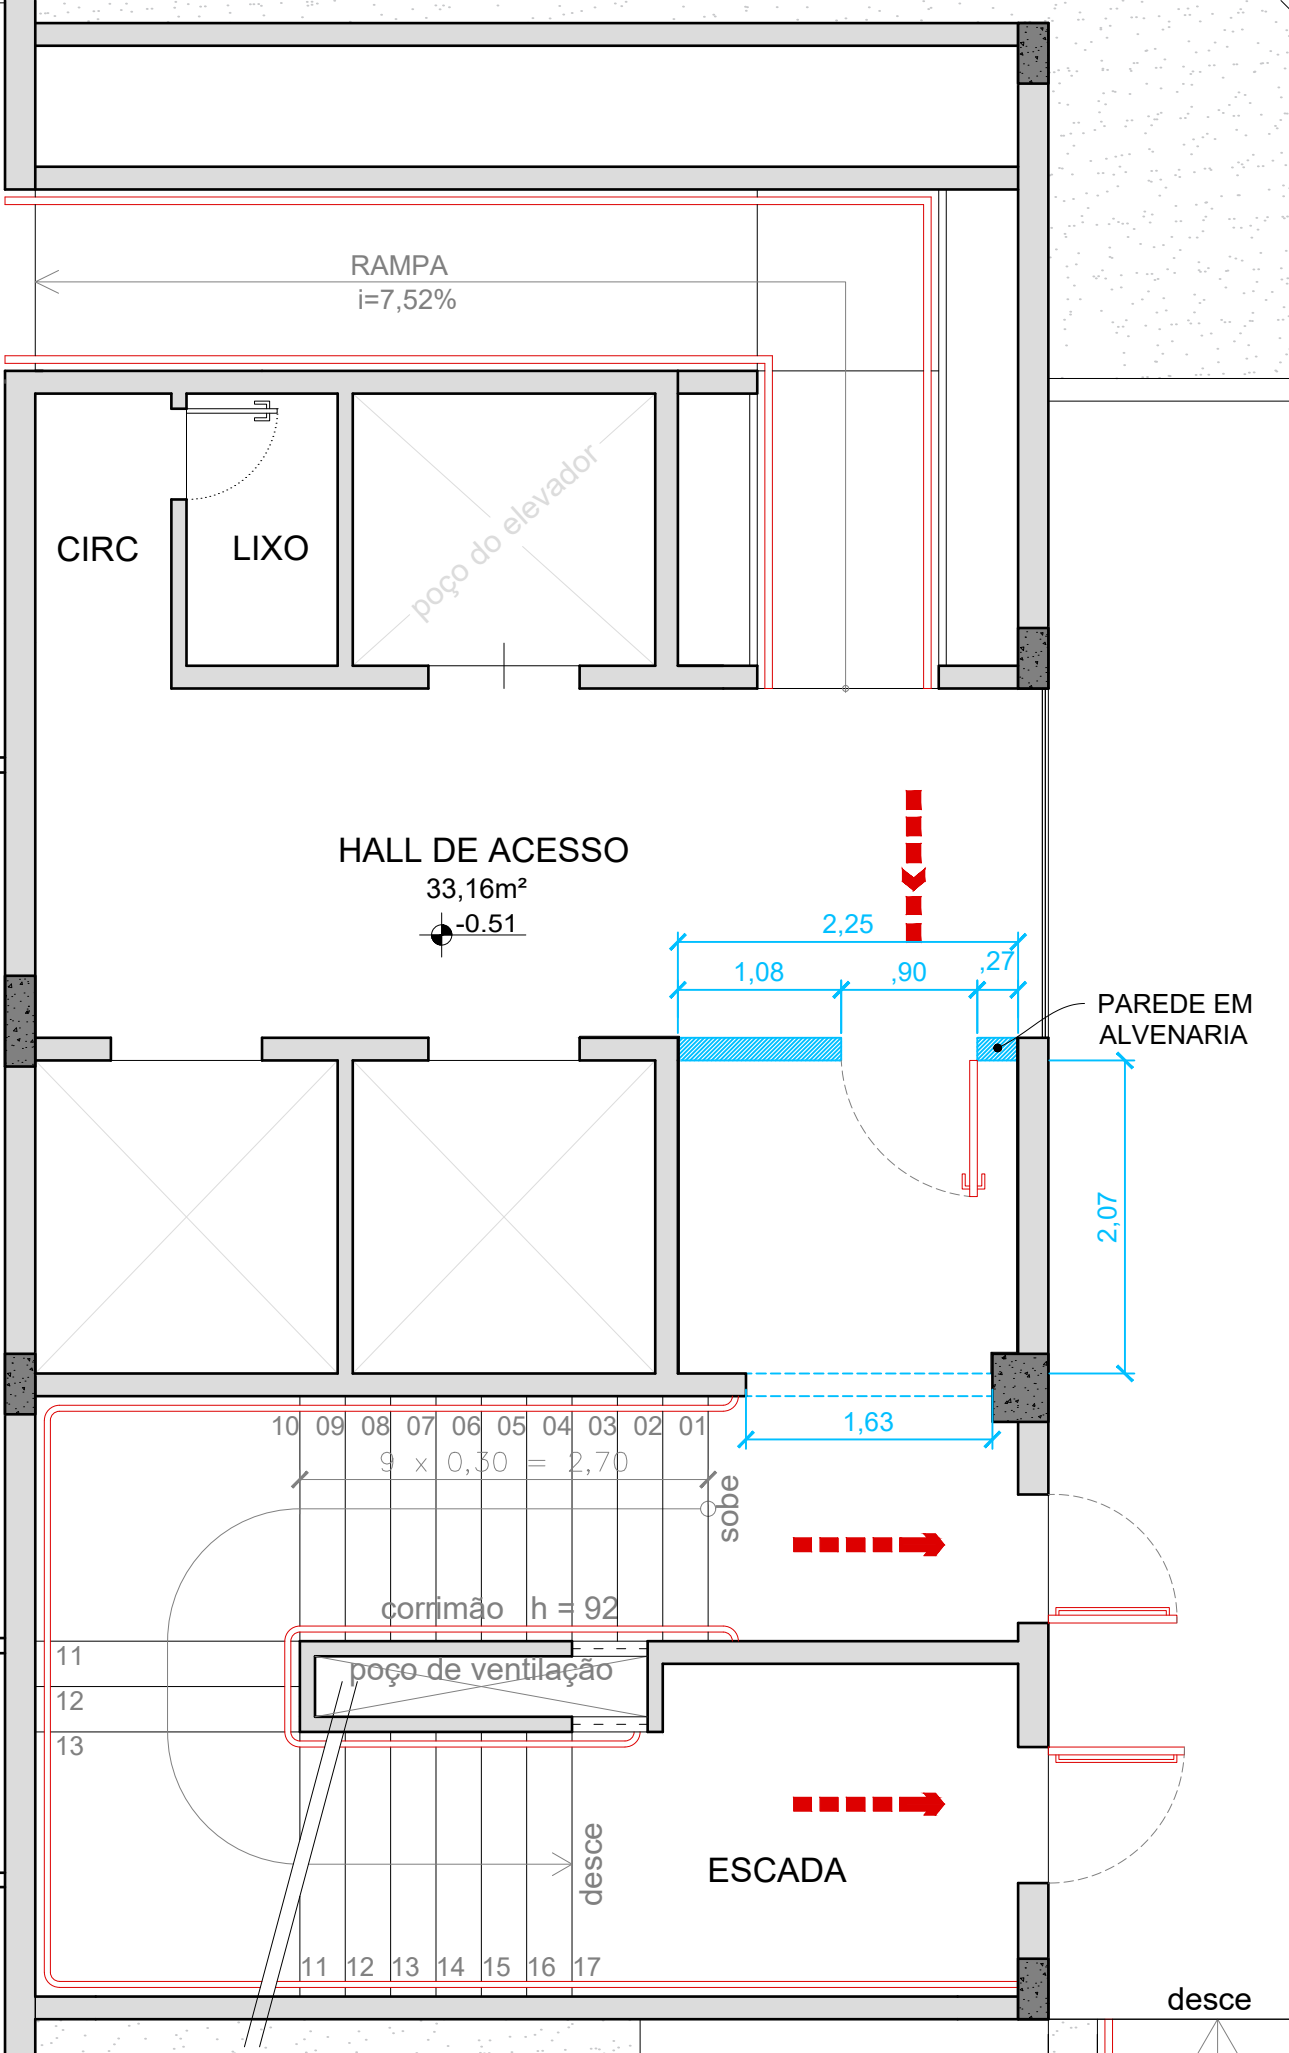 RAMPA
i=7,52%
poço do elevador
CIRC
LIXO
HALL DE ACESSO
33,16m²
-0.51
2,25
1,08
,90
,27
PAREDE EM
ALVENARIA
2,07
1,63
10 09 08 07 06 05 04 03 02 01
9 x 0,30 = 2,70
sobe
corrimão h = 92
poço de ventilação
11
12
13
desce
ESCADA
11 12 13 14 15 16 17
desce